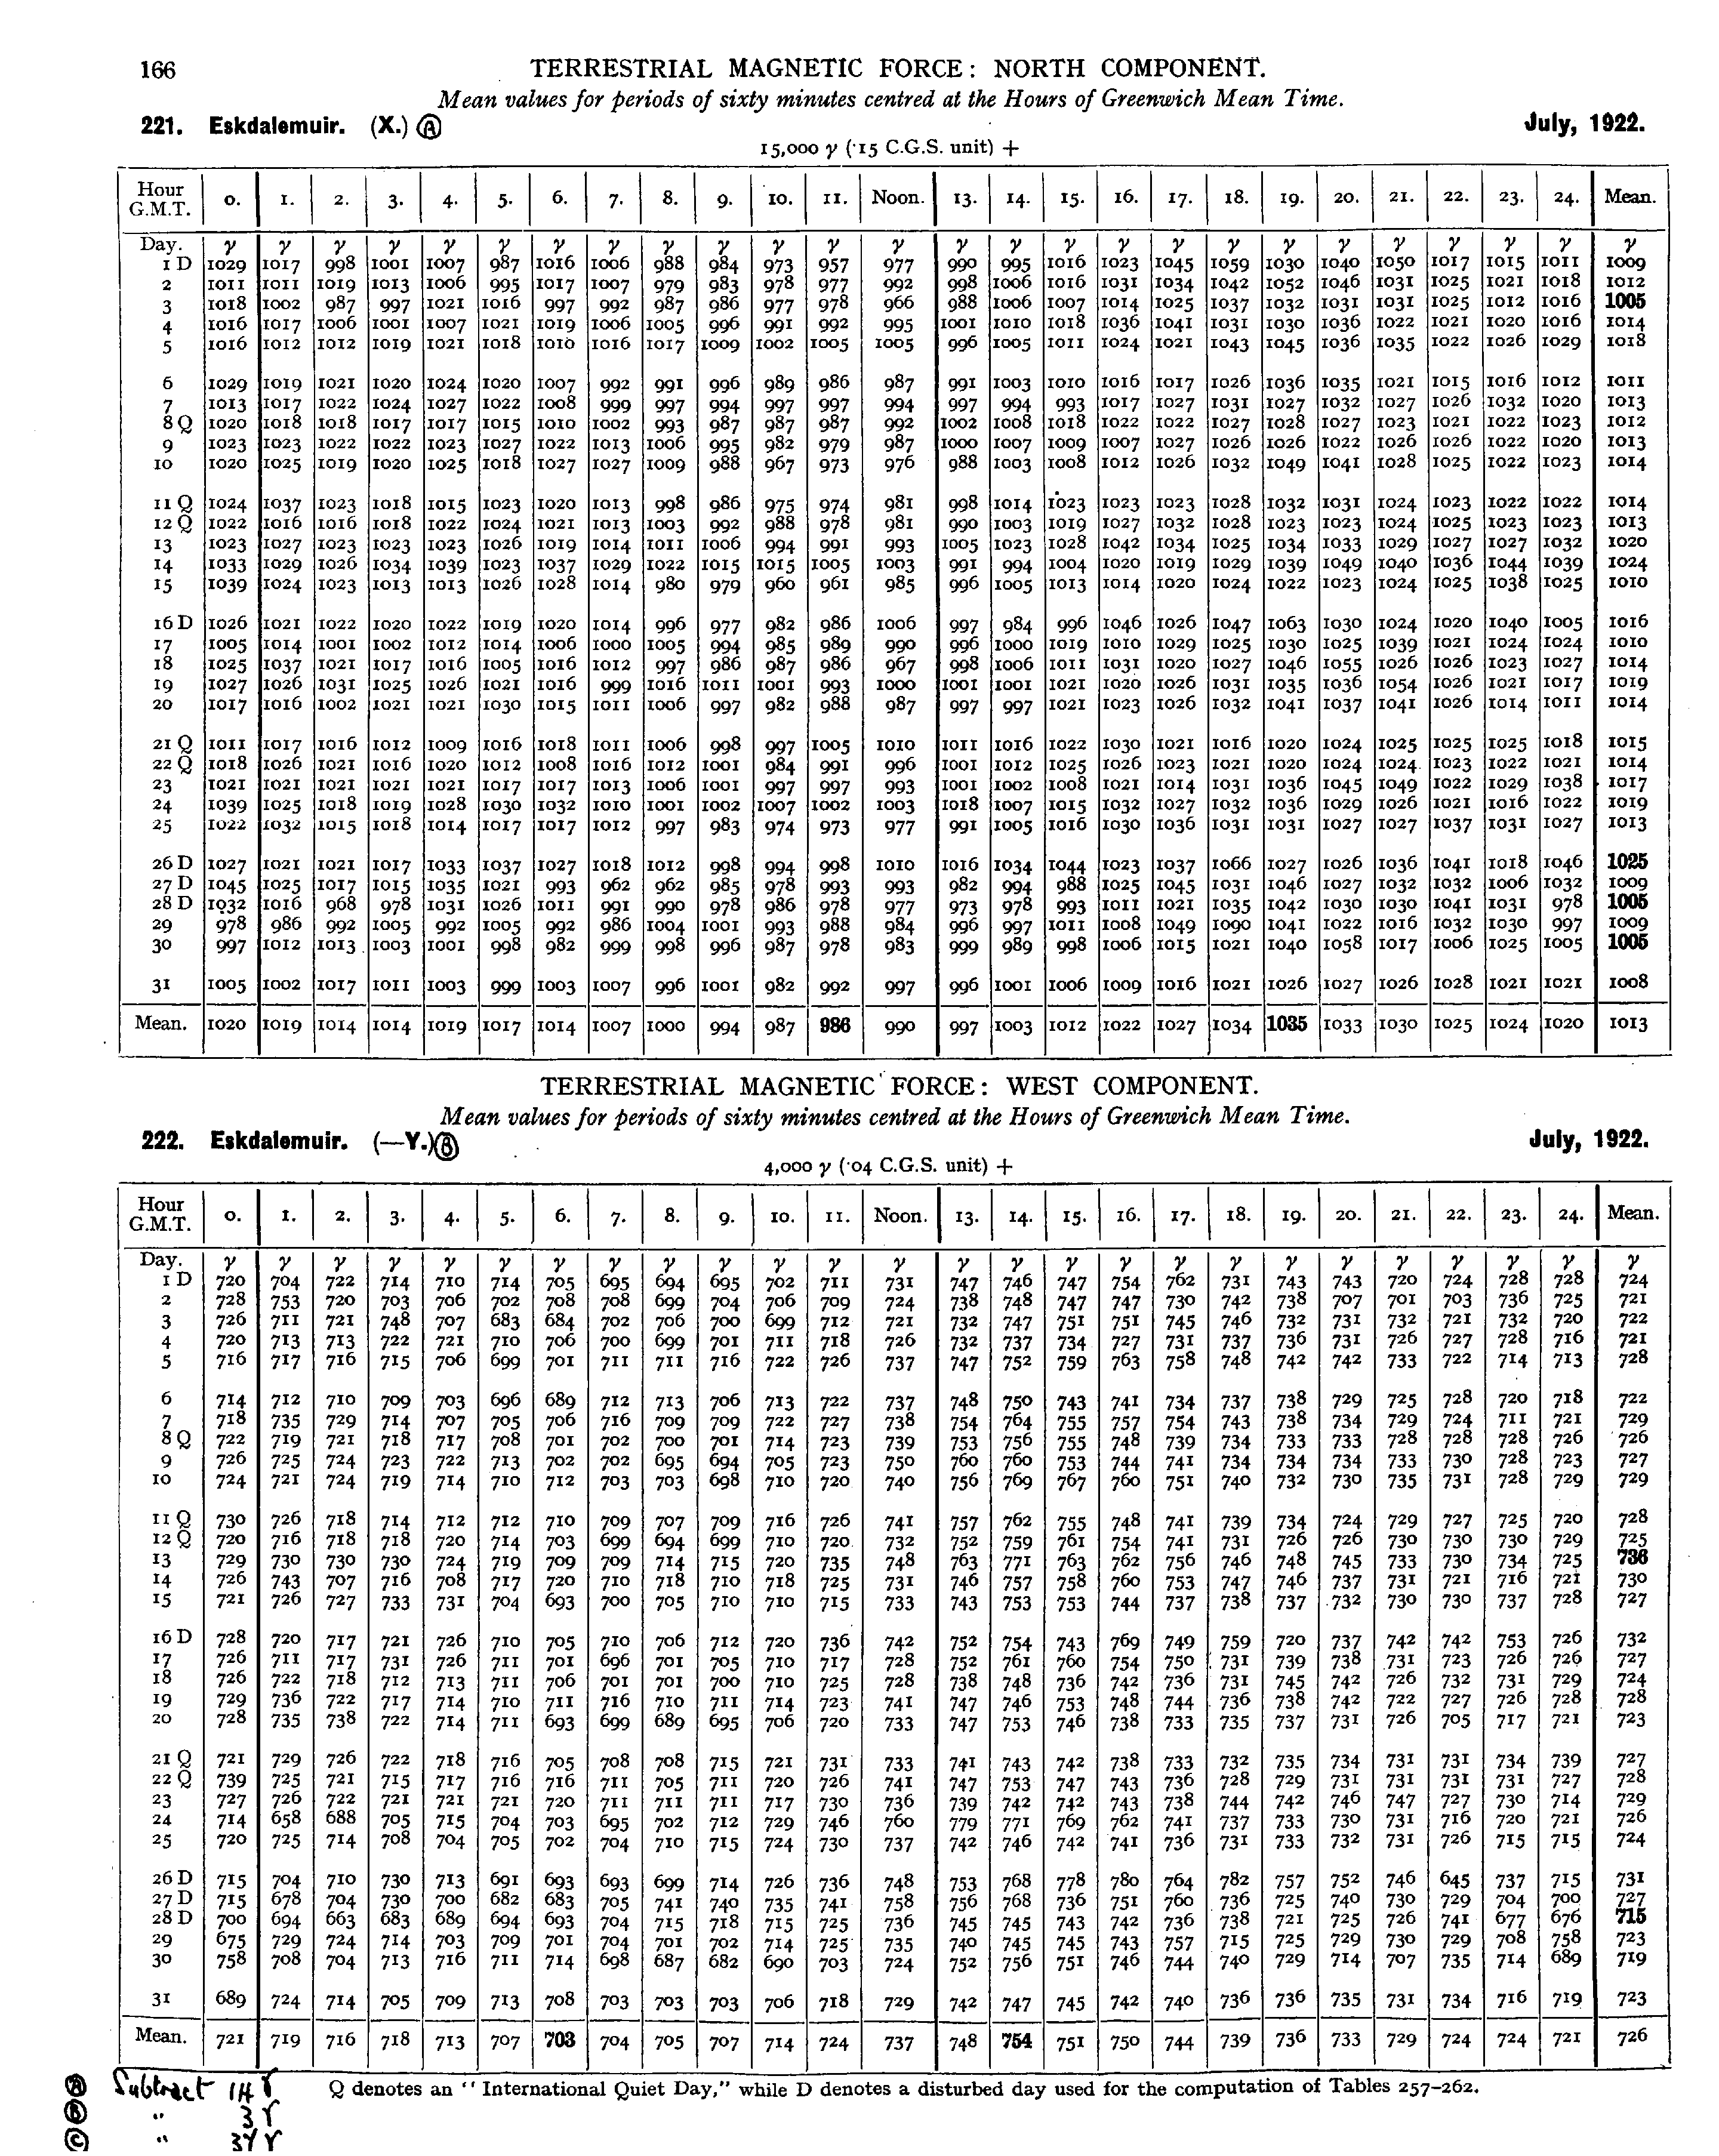 166
TERRESTRIAL MAGNETIC FORCE: NORTH COMPONENT.
Mean values for periods of sixty minutes centred at the Hours of Greenwich Mean Time.
221. Eskdalemuir. (X.) Ⓐ July, 1922.
15,000 γ (·15 C.G.S. unit) +
Hour G.M.T. 0. 1. 2. 3. 4. 5. 6. 7. 8. 9. 10. 11. Noon. 13. 14. 15. 16. 17. 18. 19. 20. 21. 22. 23. 24. Mean.
Day. γ γ γ γ γ γ γ γ γ γ γ γ γ γ γ γ γ γ γ γ γ γ γ γ γ γ
1 D 1029 1017 998 1001 1007 987 1016 1006 988 984 973 957 977 990 995 1016 1023 1045 1059 1030 1040 1050 1017 1015 1011 1009
2 1011 1011 1019 1013 1006 995 1017 1007 979 983 978 977 992 998 1006 1016 1031 1034 1042 1052 1046 1031 1025 1021 1018 1012
3 1018 1002 987 997 1021 1016 997 992 987 986 977 978 966 988 1006 1007 1014 1025 1037 1032 1031 1031 1025 1012 1016 1005
4 1016 1017 1006 1001 1007 1021 1019 1006 1005 996 991 992 995 1001 1010 1018 1036 1041 1031 1030 1036 1022 1021 1020 1016 1014
5 1016 1012 1012 1019 1021 1018 1010 1016 1017 1009 1002 1005 1005 996 1005 1011 1024 1021 1043 1045 1036 1035 1022 1026 1029 1018
6 1029 1019 1021 1020 1024 1020 1007 992 991 996 989 986 987 991 1003 1010 1016 1017 1026 1036 1035 1021 1015 1016 1012 1011
7 1013 1017 1022 1024 1027 1022 1008 999 997 994 997 997 994 997 994 993 1017 1027 1031 1027 1032 1027 1026 1032 1020 1013
8 Q 1020 1018 1018 1017 1017 1015 1010 1002 993 987 987 987 992 1002 1008 1018 1022 1022 1027 1028 1027 1023 1021 1022 1023 1012
9 1023 1023 1022 1022 1023 1027 1022 1013 1006 995 982 979 987 1000 1007 1009 1007 1027 1026 1026 1022 1026 1026 1022 1020 1013
10 1020 1025 1019 1020 1025 1018 1027 1027 1009 988 967 973 976 988 1003 1008 1012 1026 1032 1049 1041 1028 1025 1022 1023 1014
11 Q 1024 1037 1023 1018 1015 1023 1020 1013 998 986 975 974 981 998 1014 1023 1023 1023 1028 1032 1031 1024 1023 1022 1022 1014
12 Q 1022 1016 1016 1018 1022 1024 1021 1013 1003 992 988 978 981 990 1003 1019 1027 1032 1028 1023 1023 1024 1025 1023 1023 1013
13 1023 1027 1023 1023 1023 1026 1019 1014 1011 1006 994 991 993 1005 1023 1028 1042 1034 1025 1034 1033 1029 1027 1027 1032 1020
14 1033 1029 1026 1034 1039 1023 1037 1029 1022 1015 1015 1005 1003 991 994 1004 1020 1019 1029 1039 1049 1040 1036 1044 1039 1024
15 1039 1024 1023 1013 1013 1026 1028 1014 980 979 960 961 985 996 1005 1013 1014 1020 1024 1022 1023 1024 1025 1038 1025 1010
16 D 1026 1021 1022 1020 1022 1019 1020 1014 996 977 982 986 1006 997 984 996 1046 1026 1047 1063 1030 1024 1020 1040 1005 1016
17 1005 1014 1001 1002 1012 1014 1006 1000 1005 994 985 989 990 996 1000 1019 1010 1029 1025 1030 1025 1039 1021 1024 1024 1010
18 1025 1037 1021 1017 1016 1005 1016 1012 997 986 987 986 967 998 1006 1011 1031 1020 1027 1046 1055 1026 1026 1023 1027 1014
19 1027 1026 1031 1025 1026 1021 1016 999 1016 1011 1001 993 1000 1001 1001 1021 1020 1026 1031 1035 1036 1054 1026 1021 1017 1019
20 1017 1016 1002 1021 1021 1030 1015 1011 1006 997 982 988 987 997 997 1021 1023 1026 1032 1041 1037 1041 1026 1014 1011 1014
21 Q 1011 1017 1016 1012 1009 1016 1018 1011 1006 998 997 1005 1010 1011 1016 1022 1030 1021 1016 1020 1024 1025 1025 1025 1018 1015
22 Q 1018 1026 1021 1016 1020 1012 1008 1016 1012 1001 984 991 996 1001 1012 1025 1026 1023 1021 1020 1024 1024 1023 1022 1021 1014
23 1021 1021 1021 1021 1021 1017 1017 1013 1006 1001 997 997 993 1001 1002 1008 1021 1014 1031 1036 1045 1049 1022 1029 1038 1017
24 1039 1025 1018 1019 1028 1030 1032 1010 1001 1002 1007 1002 1003 1018 1007 1015 1032 1027 1032 1036 1029 1026 1021 1016 1022 1019
25 1022 1032 1015 1018 1014 1017 1017 1012 997 983 974 973 977 991 1005 1016 1030 1036 1031 1031 1027 1027 1037 1031 1027 1013
26 D 1027 1021 1021 1017 1033 1037 1027 1018 1012 998 994 998 1010 1016 1034 1044 1023 1037 1066 1027 1026 1036 1041 1018 1046 1025
27 D 1045 1025 1017 1015 1035 1021 993 962 962 985 978 993 993 982 994 988 1025 1045 1031 1046 1027 1032 1032 1006 1032 1009
28 D 1032 1016 968 978 1031 1026 1011 991 990 978 986 978 977 973 978 993 1011 1021 1035 1042 1030 1030 1041 1031 978 1005
29 978 986 992 1005 992 1005 992 986 1004 1001 993 988 984 996 997 1011 1008 1049 1090 1041 1022 1016 1032 1030 997 1009
30 997 1012 1013 1003 1001 998 982 999 998 996 987 978 983 999 989 998 1006 1015 1021 1040 1058 1017 1006 1025 1005 1005
31 1005 1002 1017 1011 1003 999 1003 1007 996 1001 982 992 997 996 1001 1006 1009 1016 1021 1026 1027 1026 1028 1021 1021 1008
Mean. 1020 1019 1014 1014 1019 1017 1014 1007 1000 994 987 986 990 997 1003 1012 1022 1027 1034 1035 1033 1030 1025 1024 1020 1013
TERRESTRIAL MAGNETIC FORCE: WEST COMPONENT.
Mean values for periods of sixty minutes centred at the Hours of Greenwich Mean Time.
222. Eskdalemuir. (—Y.) Ⓑ July, 1922.
4,000 γ (·04 C.G.S. unit) +
Hour G.M.T. 0. 1. 2. 3. 4. 5. 6. 7. 8. 9. 10. 11. Noon. 13. 14. 15. 16. 17. 18. 19. 20. 21. 22. 23. 24. Mean.
Day. γ γ γ γ γ γ γ γ γ γ γ γ γ γ γ γ γ γ γ γ γ γ γ γ γ γ
1 D 720 704 722 714 710 714 705 695 694 695 702 711 731 747 746 747 754 762 731 743 743 720 724 728 728 724
2 728 753 720 703 706 702 708 708 699 704 706 709 724 738 748 747 747 730 742 738 707 701 703 736 725 721
3 726 711 721 748 707 683 684 702 706 700 699 712 721 732 747 751 751 745 746 732 731 732 721 732 720 722
4 720 713 713 722 721 710 706 700 699 701 711 718 726 732 737 734 727 731 737 736 731 726 727 728 716 721
5 716 717 716 715 706 699 701 711 711 716 722 726 737 747 752 759 763 758 748 742 742 733 722 714 713 728
6 714 712 710 709 703 696 689 712 713 706 713 722 737 748 750 743 741 734 737 738 729 725 728 720 718 722
7 718 735 729 714 707 705 706 716 709 709 722 727 738 754 764 755 757 754 743 738 734 729 724 711 721 729
8 Q 722 719 721 718 717 708 701 702 700 701 714 723 739 753 756 755 748 739 734 733 733 728 728 728 726 726
9 726 725 724 723 722 713 702 702 695 694 705 723 750 760 760 753 744 741 734 734 734 733 730 728 723 727
10 724 721 724 719 714 710 712 703 703 698 710 720 740 756 769 767 760 751 740 732 730 735 731 728 729 729
11 Q 730 726 718 714 712 712 710 709 707 709 716 726 741 757 762 755 748 741 739 734 724 729 727 725 720 728
12 Q 720 716 718 718 720 714 703 699 694 699 710 720 732 752 759 761 754 741 731 726 726 730 730 730 729 725
13 729 730 730 730 724 719 709 709 714 715 720 735 748 763 771 763 762 756 746 748 745 733 730 734 725 736
14 726 743 707 716 708 717 720 710 718 710 718 725 731 746 757 758 760 753 747 746 737 731 721 716 721 730
15 721 726 727 733 731 704 693 700 705 710 710 715 733 743 753 753 744 737 738 737 732 730 730 737 728 727
16 D 728 720 717 721 726 710 705 710 706 712 720 736 742 752 754 743 769 749 759 720 737 742 742 753 726 732
17 726 711 717 731 726 711 701 696 701 705 710 717 728 752 761 760 754 750 731 739 738 731 723 726 726 727
18 726 722 718 712 713 711 706 701 701 700 710 725 728 738 748 736 742 736 731 745 742 726 732 731 729 724
19 729 736 722 717 714 710 711 716 710 711 714 723 741 747 746 753 748 744 736 738 742 722 727 726 728 728
20 728 735 738 722 714 711 693 699 689 695 706 720 733 747 753 746 738 733 735 737 731 726 705 717 721 723
21 Q 721 729 726 722 718 716 705 708 708 715 721 731 733 741 743 742 738 733 732 735 734 731 731 734 739 727
22 Q 739 725 721 715 717 716 716 711 705 711 720 726 741 747 753 747 743 736 728 729 731 731 731 731 727 728
23 727 726 722 721 721 721 720 711 711 711 717 730 736 739 742 742 743 738 744 742 746 747 727 730 714 729
24 714 658 688 705 715 704 703 695 702 712 729 746 760 779 771 769 762 741 737 733 730 731 716 720 721 726
25 720 725 714 708 704 705 702 704 710 715 724 730 737 742 746 742 741 736 731 733 732 731 726 715 715 724
26 D 715 704 710 730 713 691 693 693 699 714 726 736 748 753 768 778 780 764 782 757 752 746 645 737 715 731
27 D 715 678 704 730 700 682 683 705 741 740 735 741 758 756 768 736 751 760 736 725 740 730 729 704 700 727
28 D 700 694 663 683 689 694 693 704 715 718 715 725 736 745 745 743 742 736 738 721 725 726 741 677 676 715
29 675 729 724 714 703 709 701 704 701 702 714 725 735 740 745 745 743 757 715 725 729 730 729 708 758 723
30 758 708 704 713 716 711 714 698 687 682 690 703 724 752 756 751 746 744 740 729 714 707 735 714 689 719
31 689 724 714 705 709 713 708 703 703 703 706 718 729 742 747 745 742 740 736 736 735 731 734 716 719 723
Mean. 721 719 716 718 713 707 703 704 705 707 714 724 737 748 754 751 750 744 739 736 733 729 724 724 721 726
Q denotes an "International Quiet Day," while D denotes a disturbed day used for the computation of Tables 257-262.
Ⓐ Subtract 14 γ
Ⓑ " 3 γ
Ⓒ " 34 γ